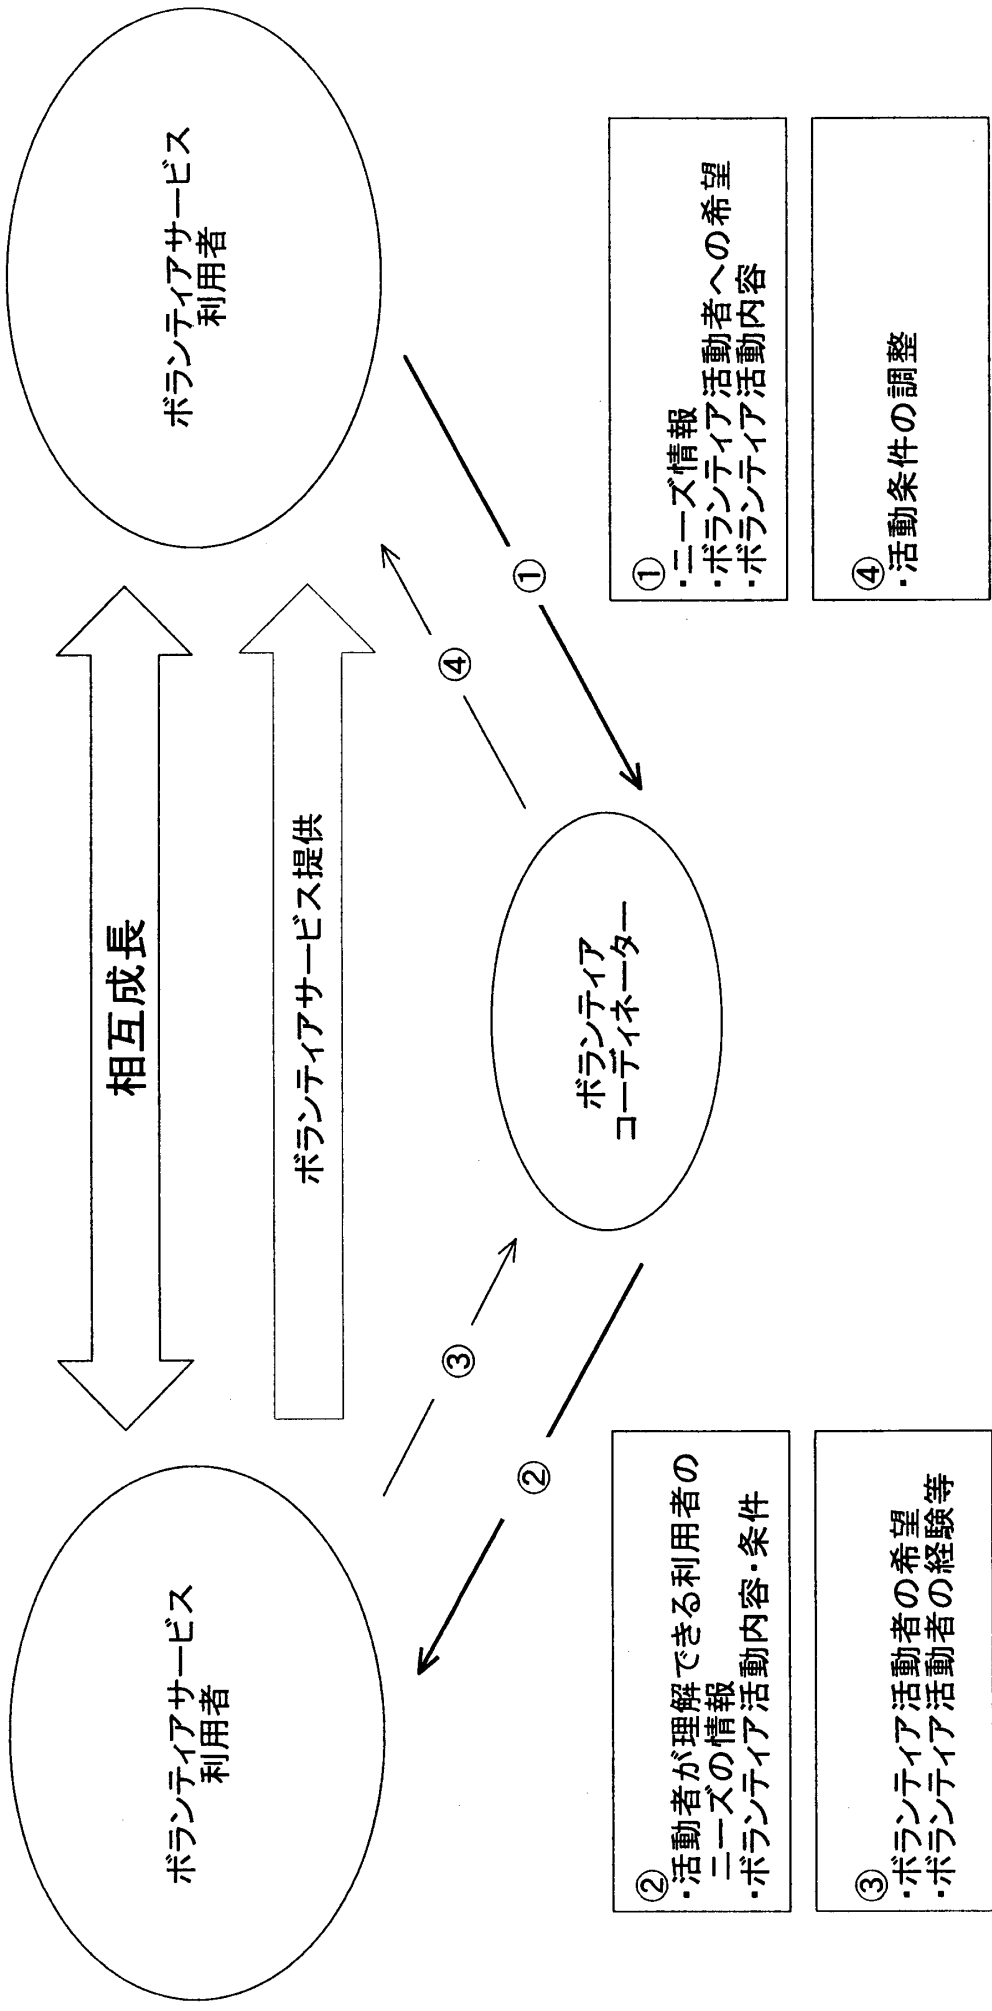 相互成長
ボランティアサービス
利用者
ボランティアサービス提供
ボランティアサービス
利用者
③
④
②
①
ボランティア
コーディネーター
②
・活動者が理解できる利用者の
ニーズの情報
・ボランティア活動内容・条件
③
・ボランティア活動者の希望
・ボランティア活動者の経験等
①
・ニーズ情報
・ボランティア活動者への希望
・ボランティア活動内容
④
・活動条件の調整